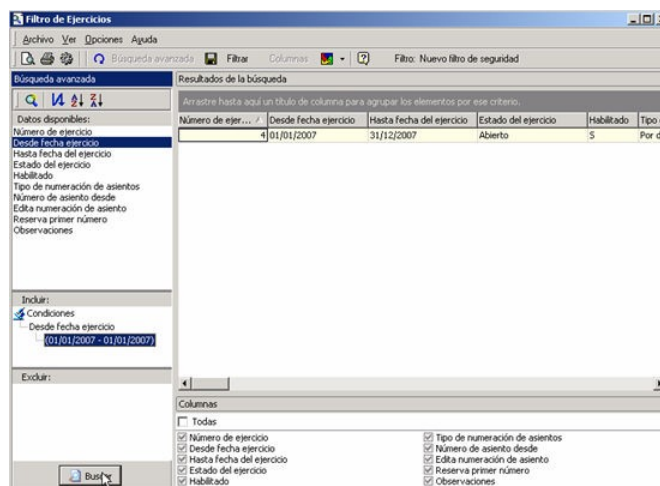 Filtro de Ejercicios
Archivo Ver Opciones Ayuda
Búsqueda avanzada Filtrar Columnas Filtro: Nuevo filtro de seguridad
Búsqueda avanzada
Datos disponibles:
Número de ejercicio
Desde fecha ejercicio
Hasta fecha del ejercicio
Estado del ejercicio
Habilitado
Tipo de numeración de asientos
Número de asiento desde
Edita numeración de asiento
Reserva primer número
Observaciones
Incluir:
Condiciones
Desde fecha ejercicio
(01/01/2007 - 01/01/2007)
Excluir:
Buscar
Resultados de la búsqueda
Arrastre hasta aquí un título de columna para agrupar los elementos por ese criterio.
Número de ejer... Desde fecha ejercicio Hasta fecha del ejercicio Estado del ejercicio Habilitado Tipo
4 01/01/2007 31/12/2007 Abierto S Por d
Columnas
Todas
Número de ejercicio
Desde fecha ejercicio
Hasta fecha del ejercicio
Estado del ejercicio
Habilitado
Tipo de numeración de asientos
Número de asiento desde
Edita numeración de asiento
Reserva primer número
Observaciones